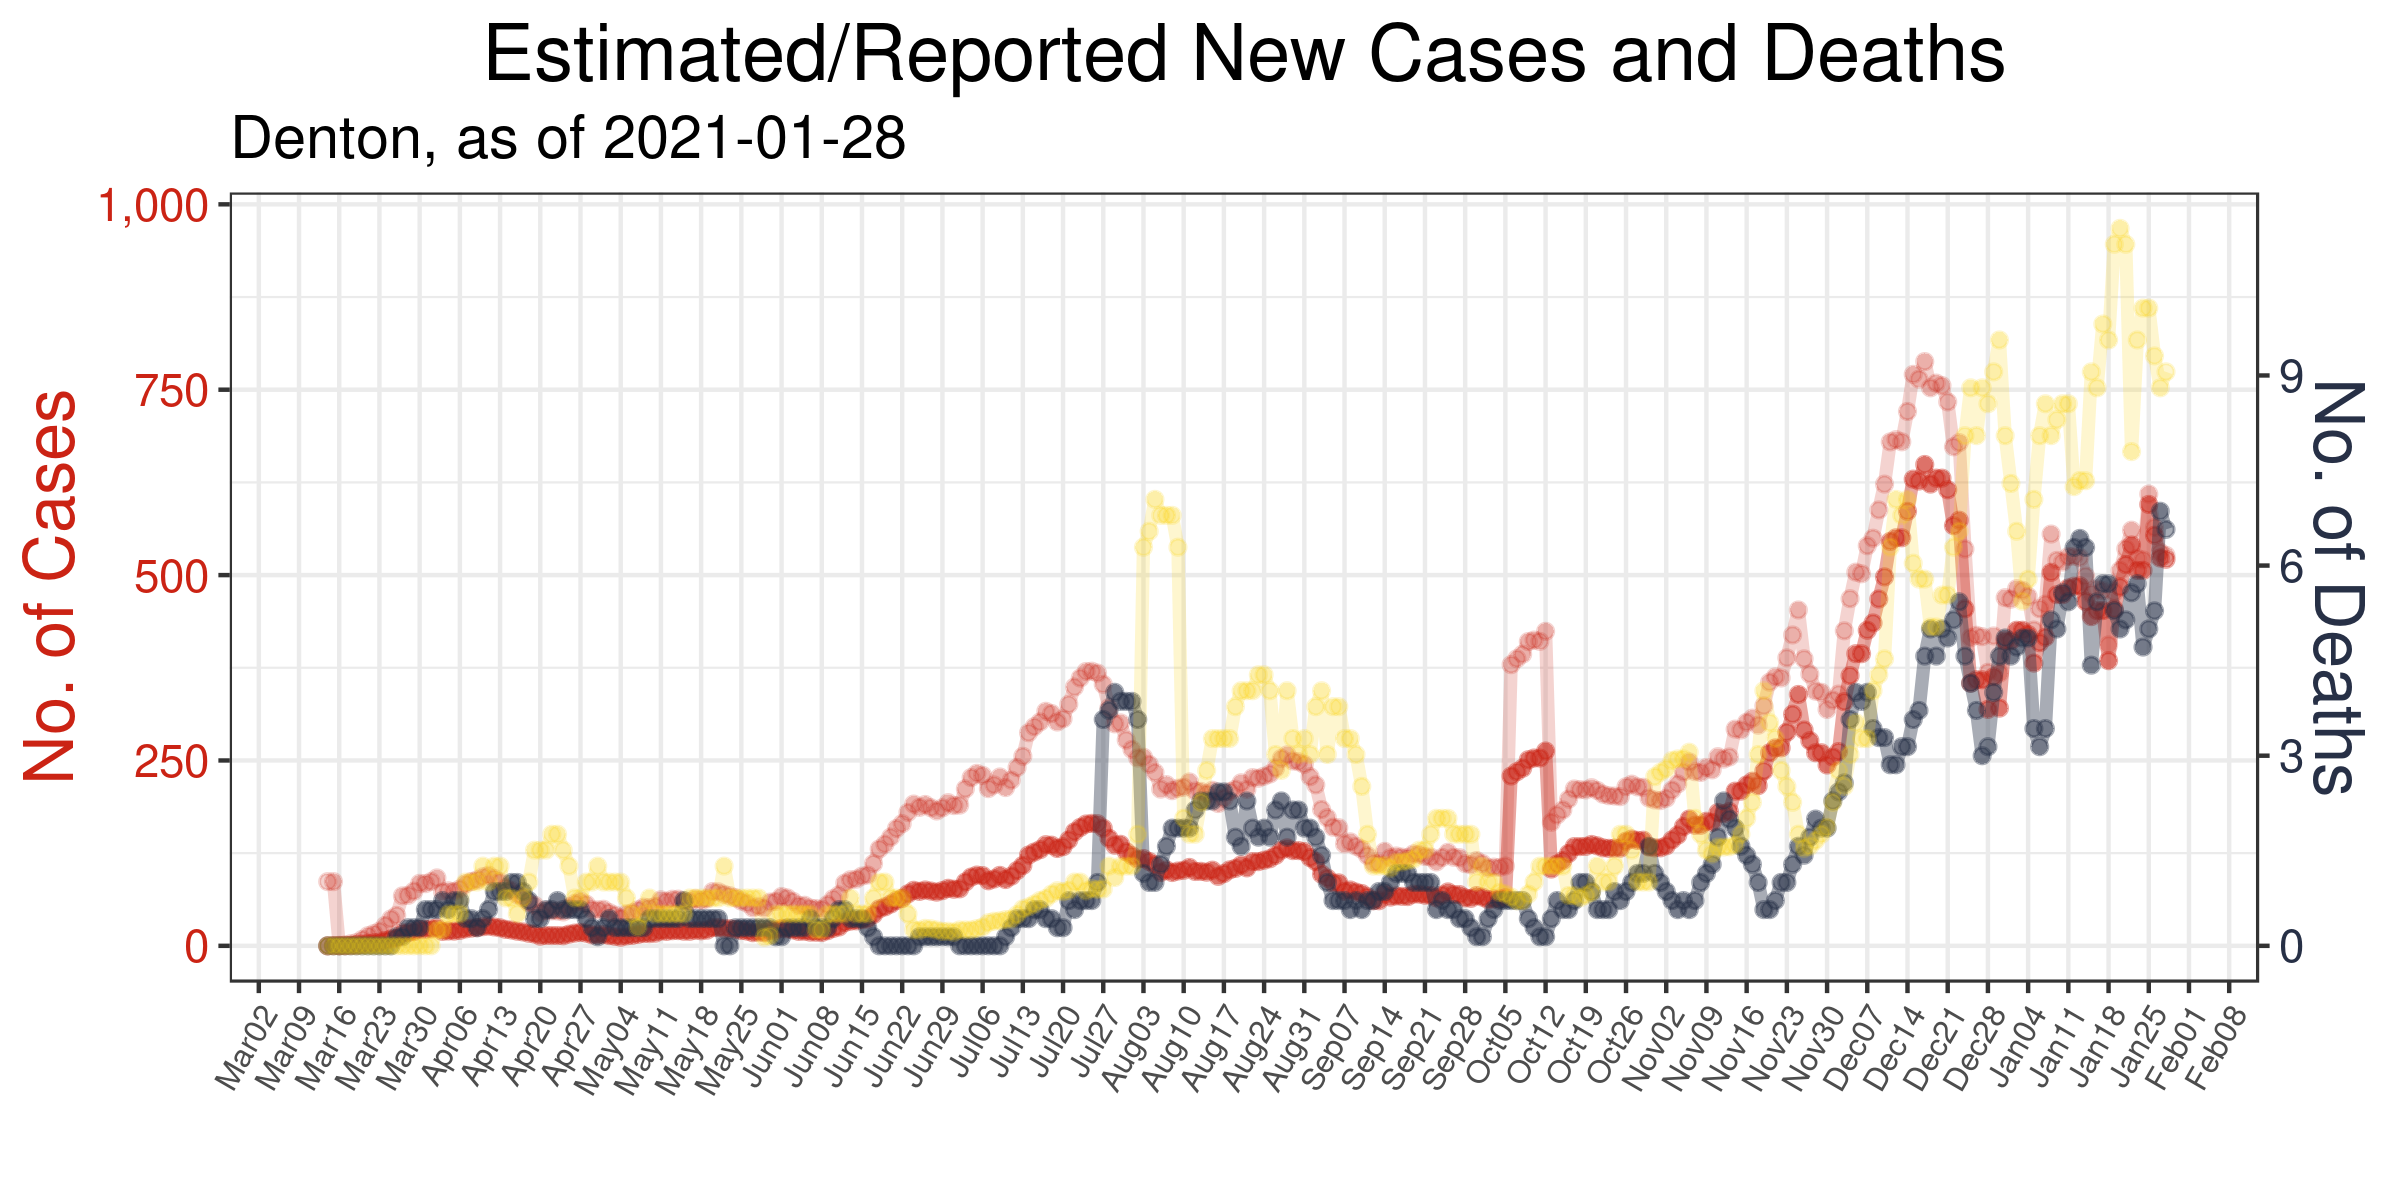 Estimated/Reported New Cases and Deaths
Denton, as of 2021-01-28
No. of Cases
1,000
750
500
250
0
9
6
3
0
No. of Deaths
Mar02 Mar09 Mar16 Mar23 Mar30 Apr06 Apr13 Apr20 Apr27 May04 May11 May18 May25 Jun01 Jun08 Jun15 Jun22 Jun29 Jul06 Jul13 Jul20 Jul27 Aug03 Aug10 Aug17 Aug24 Aug31 Sep07 Sep14 Sep21 Sep28 Oct05 Oct12 Oct19 Oct26 Nov02 Nov09 Nov16 Nov23 Nov30 Dec07 Dec14 Dec21 Dec28 Jan04 Jan11 Jan18 Jan25 Feb01 Feb08